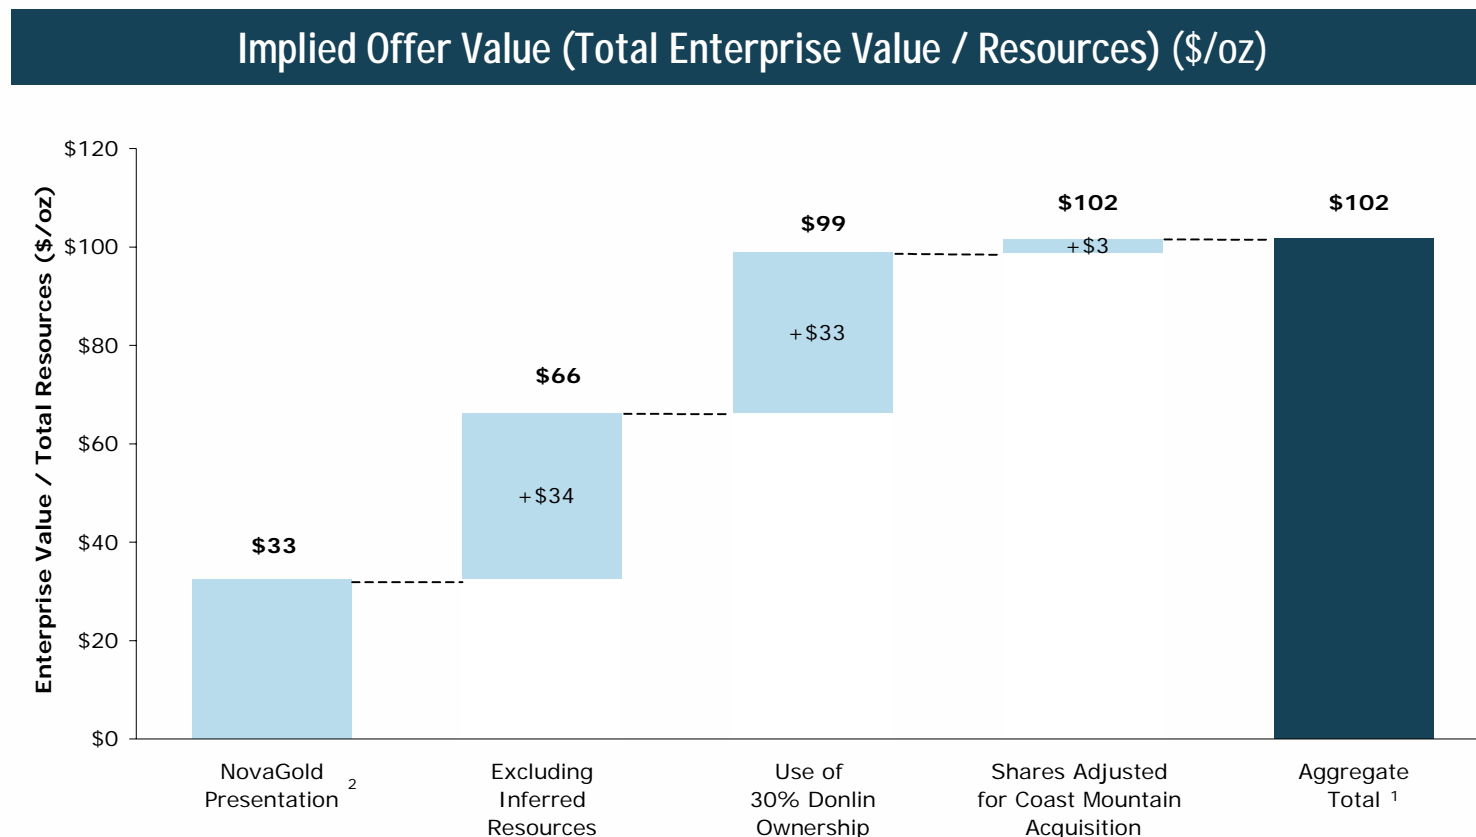 Implied Offer Value (Total Enterprise Value / Resources) ($/oz)
Enterprise Value / Total Resources ($/oz)
$120
$100
$80
$60
$40
$20
$0
$33
$66
+$34
$99
+$33
$102
+$3
$102
NovaGold
Presentation 2
Excluding
Inferred
Resources
Use of
30% Donlin
Ownership
Shares Adjusted
for Coast Mountain
Acquisition
Aggregate
Total 1